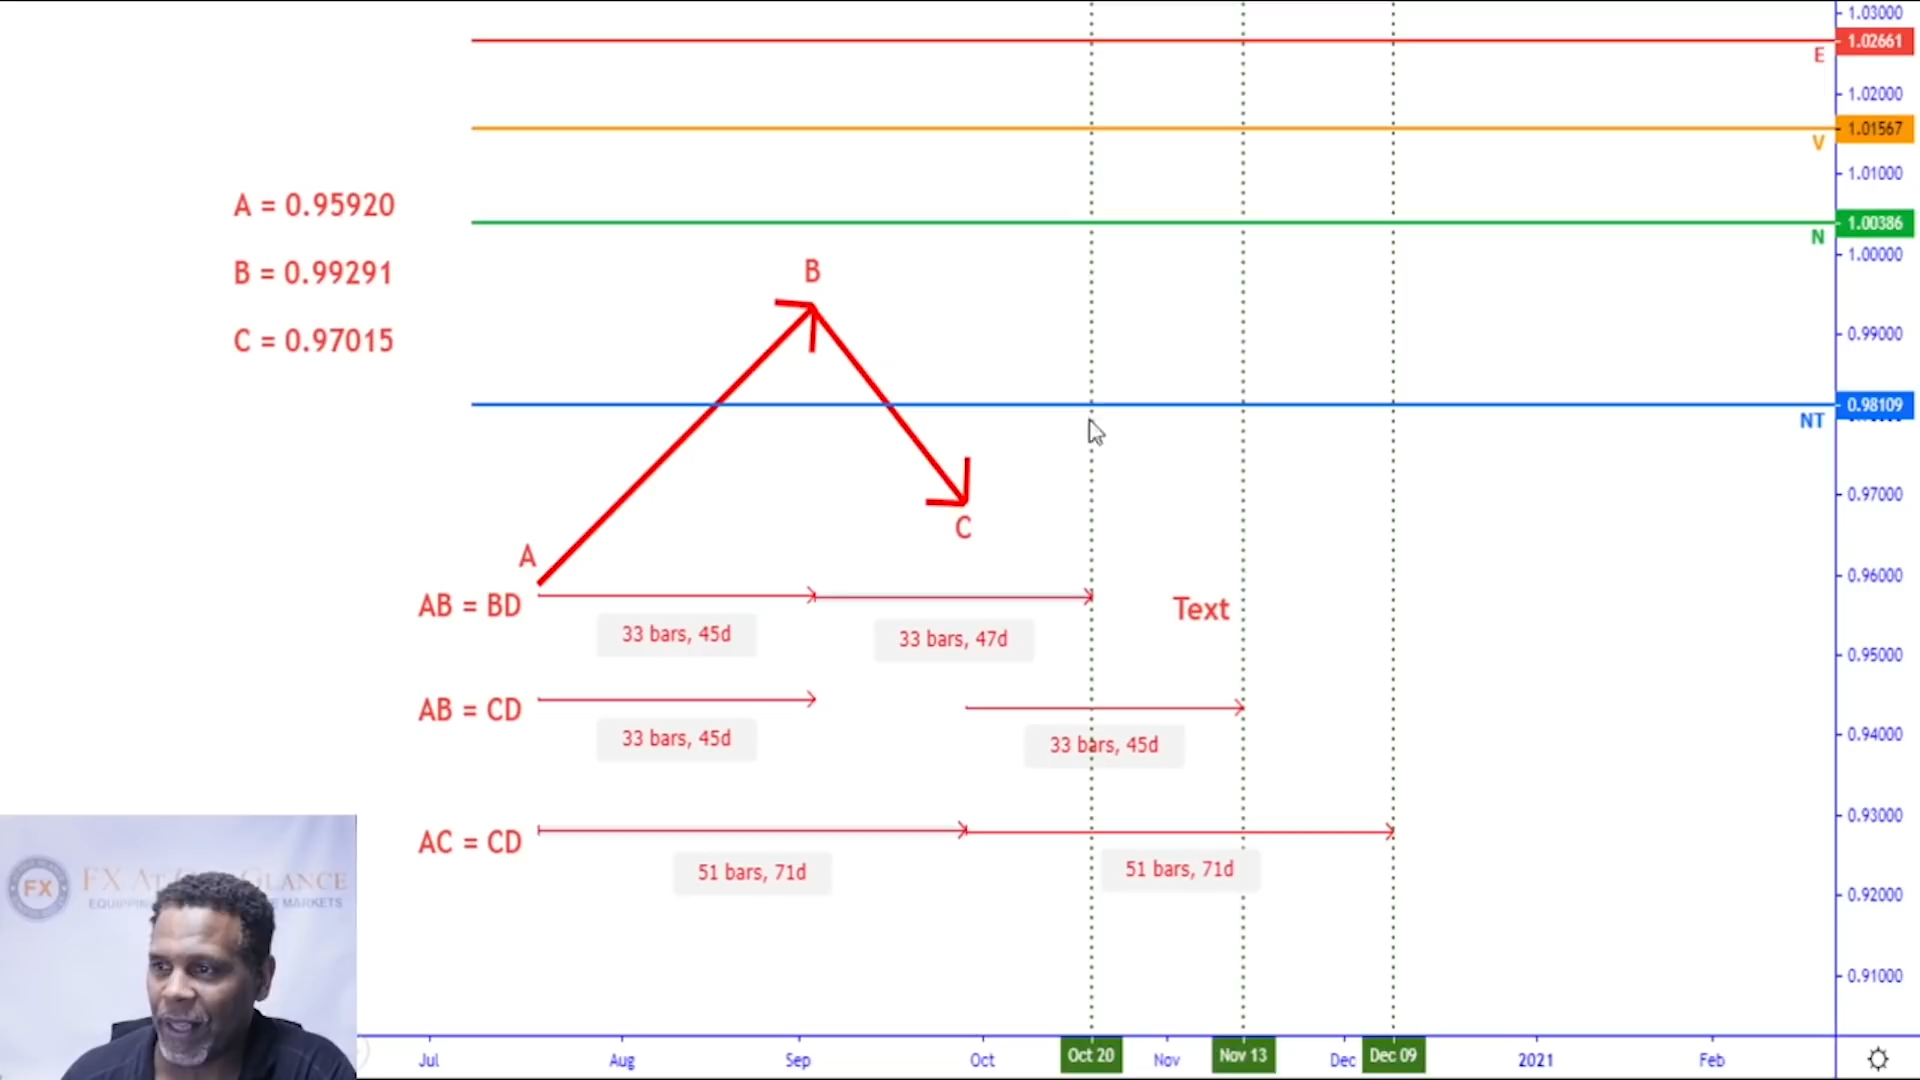 1.03000
1.02661
E
1.02000
1.01567
V
1.01000
1.00386
N
1.00000
0.99000
0.98109
NT
0.97000
0.96000
0.95000
0.94000
0.93000
0.92000
0.91000
A = 0.95920
B = 0.99291
C = 0.97015
B
C
A
AB = BD
33 bars, 45d
33 bars, 47d
Text
AB = CD
33 bars, 45d
33 bars, 45d
AC = CD
51 bars, 71d
51 bars, 71d
FX
Jul
Aug
Sep
Oct
Oct 20
Nov
Nov 13
Dec
Dec 09
2021
Feb